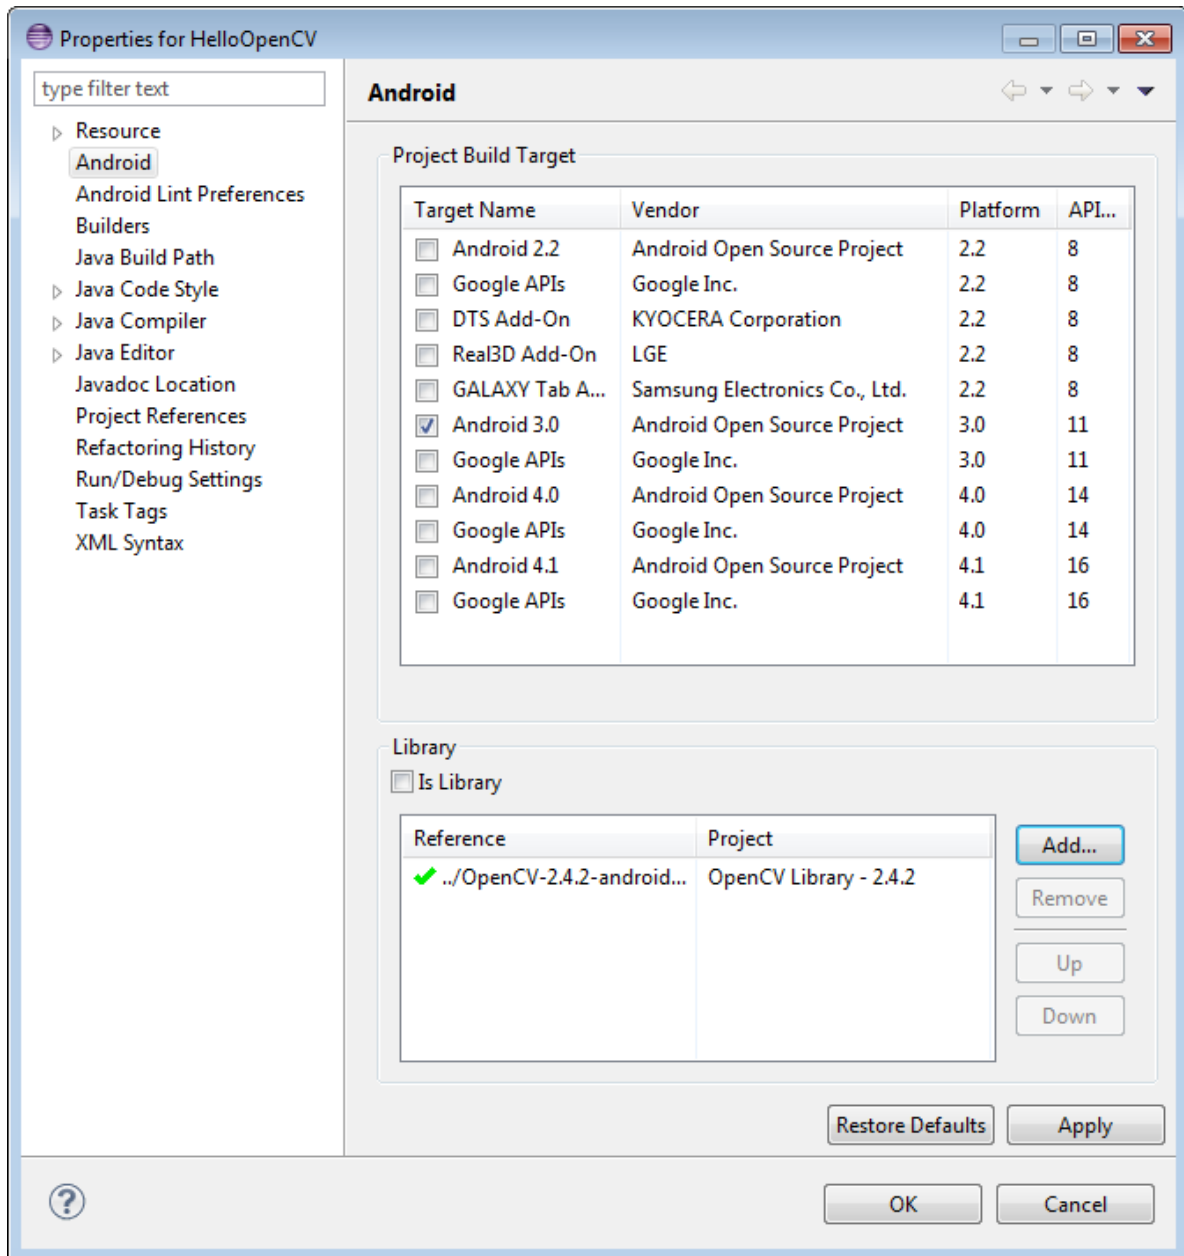 Properties for HelloOpenCV
type filter text
Resource
Android
Android Lint Preferences
Builders
Java Build Path
Java Code Style
Java Compiler
Java Editor
Javadoc Location
Project References
Refactoring History
Run/Debug Settings
Task Tags
XML Syntax
Android
Project Build Target
Target Name Vendor Platform API...
Android 2.2 Android Open Source Project 2.2 8
Google APIs Google Inc. 2.2 8
DTS Add-On KYOCERA Corporation 2.2 8
Real3D Add-On LGE 2.2 8
GALAXY Tab A... Samsung Electronics Co., Ltd. 2.2 8
Android 3.0 Android Open Source Project 3.0 11
Google APIs Google Inc. 3.0 11
Android 4.0 Android Open Source Project 4.0 14
Google APIs Google Inc. 4.0 14
Android 4.1 Android Open Source Project 4.1 16
Google APIs Google Inc. 4.1 16
Library
Is Library
Reference Project
../OpenCV-2.4.2-android... OpenCV Library - 2.4.2
Add...
Remove
Up
Down
Restore Defaults Apply
? OK Cancel